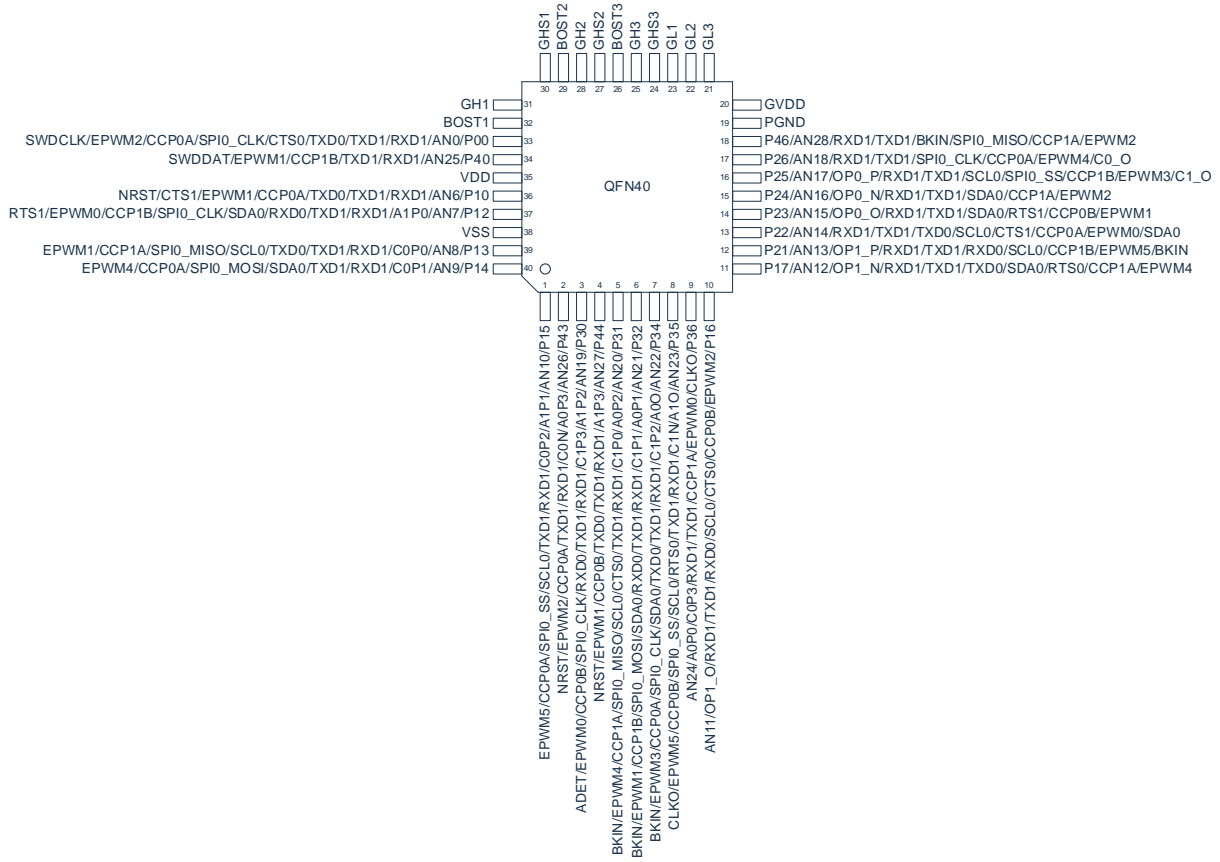 GHS1
BOST2
GH2
GHS2
BOST3
GH3
GHS3
GL1
GL2
GL3
30
29
28
27
26
25
24
23
22
21
GH1
31
20
GVDD
BOST1
32
19
PGND
SWDCLK/EPWM2/CCP0A/SPI0_CLK/CTS0/TXD0/TXD1/RXD1/AN0/P00
33
18
P46/AN28/RXD1/TXD1/BKIN/SPI0_MISO/CCP1A/EPWM2
SWDDAT/EPWM1/CCP1B/TXD1/RXD1/AN25/P40
34
17
P26/AN18/RXD1/TXD1/SPI0_CLK/CCP0A/EPWM4/C0_O
VDD
35
16
P25/AN17/OP0_P/RXD1/TXD1/SCL0/SPI0_SS/CCP1B/EPWM3/C1_O
QFN40
NRST/CTS1/EPWM1/CCP0A/TXD0/TXD1/RXD1/AN6/P10
36
15
P24/AN16/OP0_N/RXD1/TXD1/SDA0/CCP1A/EPWM2
RTS1/EPWM0/CCP1B/SPI0_CLK/SDA0/RXD0/TXD1/RXD1/A1P0/AN7/P12
37
14
P23/AN15/OP0_O/RXD1/TXD1/SDA0/RTS1/CCP0B/EPWM1
VSS
38
13
P22/AN14/RXD1/TXD1/TXD0/SCL0/CTS1/CCP0A/EPWM0/SDA0
EPWM1/CCP1A/SPI0_MISO/SCL0/TXD0/TXD1/RXD1/C0P0/AN8/P13
39
12
P21/AN13/OP1_P/RXD1/TXD1/RXD0/SCL0/CCP1B/EPWM5/BKIN
EPWM4/CCP0A/SPI0_MOSI/SDA0/TXD1/RXD1/C0P1/AN9/P14
40
11
P17/AN12/OP1_N/RXD1/TXD1/TXD0/SDA0/RTS0/CCP1A/EPWM4
1
2
3
4
5
6
7
8
9
10
EPWM5/CCP0A/SPI0_SS/SCL0/TXD1/RXD1/C0P2/A1P1/AN10/P15
NRST/EPWM2/CCP0A/TXD1/RXD1/C0N/A0P3/AN26/P43
ADET/EPWM0/CCP0B/SPI0_CLK/RXD0/TXD1/RXD1/C1P3/A1P2/AN19/P30
NRST/EPWM1/CCP0B/TXD0/TXD1/RXD1/A1P3/AN27/P44
BKIN/EPWM4/CCP1A/SPI0_MISO/SCL0/CTS0/TXD1/RXD1/C1P0/A0P2/AN20/P31
BKIN/EPWM1/CCP1B/SPI0_MOSI/SDA0/RXD0/TXD1/RXD1/C1P1/A0P1/AN21/P32
BKIN/EPWM3/CCP0A/SPI0_CLK/SDA0/TXD0/TXD1/RXD1/C1P2/A0O/AN22/P34
CLKO/EPWM5/CCP0B/SPI0_SS/SCL0/RTS0/TXD1/RXD1/C1N/A1O/AN23/P35
AN24/A0P0/C0P3/RXD1/TXD1/CCP1A/EPWM0/CLKO/P36
AN11/OP1_O/RXD1/TXD1/RXD0/SCL0/CTS0/CCP0B/EPWM2/P16